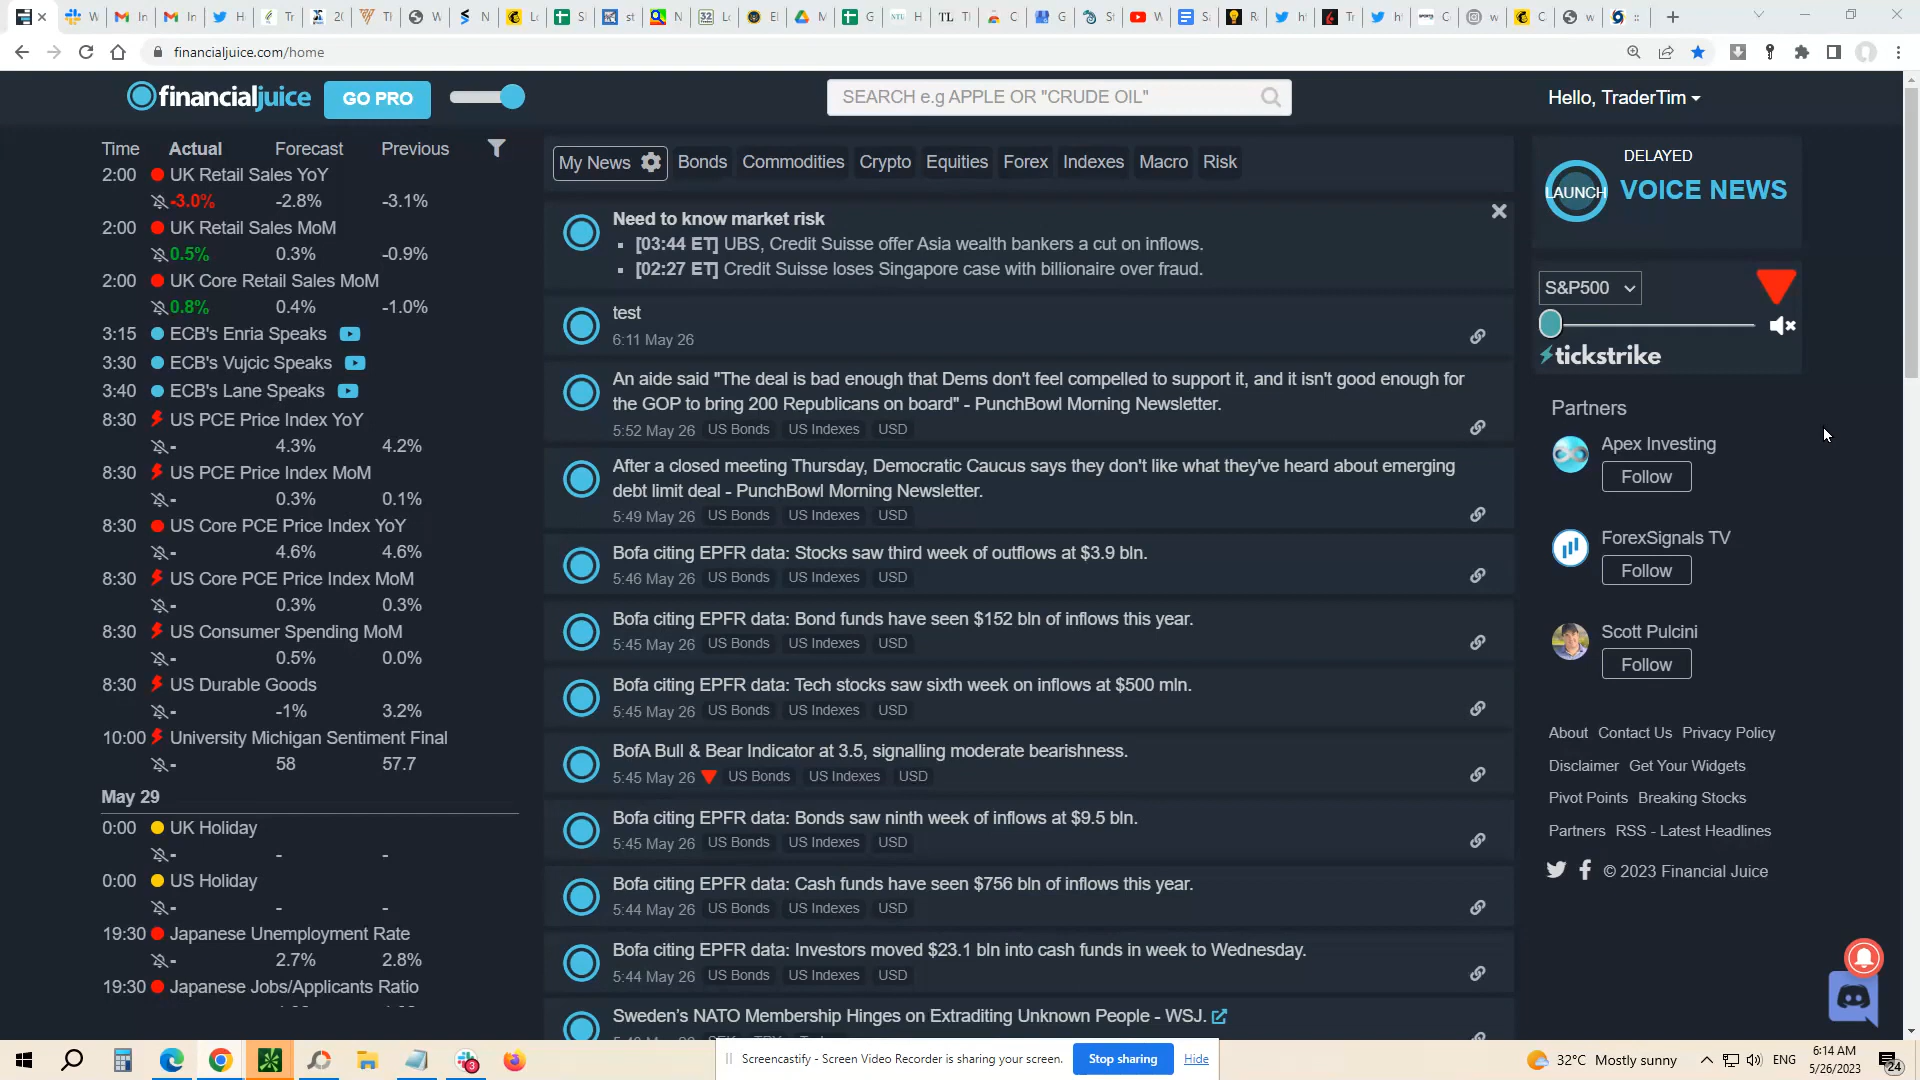 financialjuice.com/home
financialjuice
GO PRO
SEARCH e.g APPLE OR "CRUDE OIL"
Hello, TraderTim
Time Actual Forecast Previous
2:00 UK Retail Sales YoY
-3.0% -2.8% -3.1%
2:00 UK Retail Sales MoM
0.5% 0.3% -0.9%
2:00 UK Core Retail Sales MoM
0.8% 0.4% -1.0%
3:15 ECB's Enria Speaks
3:30 ECB's Vujcic Speaks
3:40 ECB's Lane Speaks
8:30 US PCE Price Index YoY
- 4.3% 4.2%
8:30 US PCE Price Index MoM
- 0.3% 0.1%
8:30 US Core PCE Price Index YoY
- 4.6% 4.6%
8:30 US Core PCE Price Index MoM
- 0.3% 0.3%
8:30 US Consumer Spending MoM
- 0.5% 0.0%
8:30 US Durable Goods
- -1% 3.2%
10:00 University Michigan Sentiment Final
- 58 57.7
May 29
0:00 UK Holiday
- - -
0:00 US Holiday
- - -
19:30 Japanese Unemployment Rate
- 2.7% 2.8%
19:30 Japanese Jobs/Applicants Ratio
My News Bonds Commodities Crypto Equities Forex Indexes Macro Risk
Need to know market risk
[03:44 ET] UBS, Credit Suisse offer Asia wealth bankers a cut on inflows.
[02:27 ET] Credit Suisse loses Singapore case with billionaire over fraud.
test
6:11 May 26
An aide said "The deal is bad enough that Dems don't feel compelled to support it, and it isn't good enough for
the GOP to bring 200 Republicans on board" - PunchBowl Morning Newsletter.
5:52 May 26 US Bonds US Indexes USD
After a closed meeting Thursday, Democratic Caucus says they don't like what they've heard about emerging
debt limit deal - PunchBowl Morning Newsletter.
5:49 May 26 US Bonds US Indexes USD
Bofa citing EPFR data: Stocks saw third week of outflows at $3.9 bln.
5:46 May 26 US Bonds US Indexes USD
Bofa citing EPFR data: Bond funds have seen $152 bln of inflows this year.
5:45 May 26 US Bonds US Indexes USD
Bofa citing EPFR data: Tech stocks saw sixth week on inflows at $500 mln.
5:45 May 26 US Bonds US Indexes USD
BofA Bull & Bear Indicator at 3.5, signalling moderate bearishness.
5:45 May 26 US Bonds US Indexes USD
Bofa citing EPFR data: Bonds saw ninth week of inflows at $9.5 bln.
5:45 May 26 US Bonds US Indexes USD
Bofa citing EPFR data: Cash funds have seen $756 bln of inflows this year.
5:44 May 26 US Bonds US Indexes USD
Bofa citing EPFR data: Investors moved $23.1 bln into cash funds in week to Wednesday.
5:44 May 26 US Bonds US Indexes USD
Sweden's NATO Membership Hinges on Extraditing Unknown People - WSJ.
DELAYED
LAUNCH VOICE NEWS
S&P500
tickstrike
Partners
Apex Investing
Follow
ForexSignals TV
Follow
Scott Pulcini
Follow
About Contact Us Privacy Policy
Disclaimer Get Your Widgets
Pivot Points Breaking Stocks
Partners RSS - Latest Headlines
© 2023 Financial Juice
Screencastify - Screen Video Recorder is sharing your screen. Stop sharing Hide
32°C Mostly sunny
ENG
6:14 AM
5/26/2023
24
3